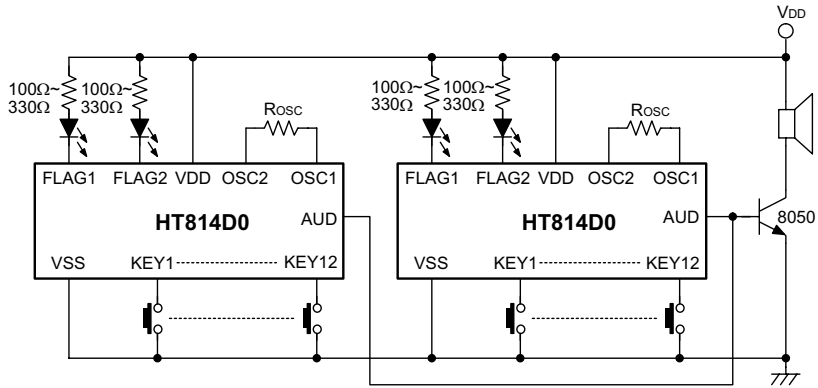 VDD
100Ω~ 100Ω~ 100Ω~ 100Ω~
330Ω 330Ω 330Ω 330Ω
ROSC ROSC
FLAG1 FLAG2 VDD OSC2 OSC1 FLAG1 FLAG2 VDD OSC2 OSC1
HT814D0 AUD HT814D0 AUD 8050
VSS KEY1 KEY12 VSS KEY1 KEY12